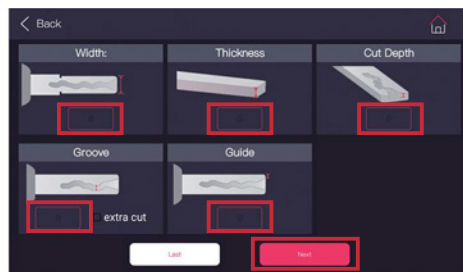 Back
Width: Thickness Cut Depth
Groove Guide
extra cut
Last Next